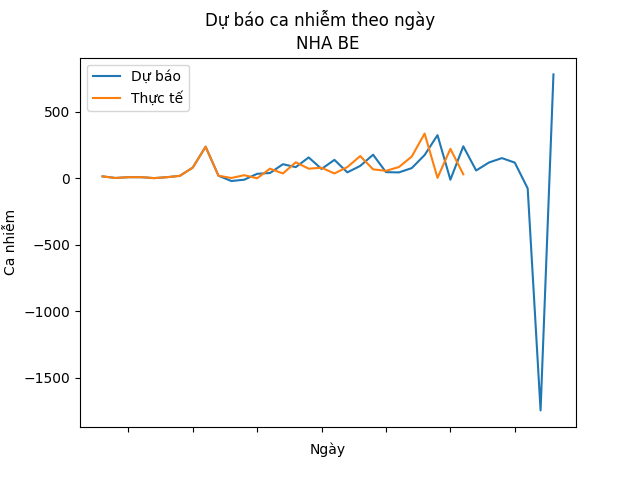 Dự báo ca nhiễm theo ngày
NHA BE
Dự báo
Thực tế
500
0
−500
−1000
−1500
Ca nhiễm
Ngày